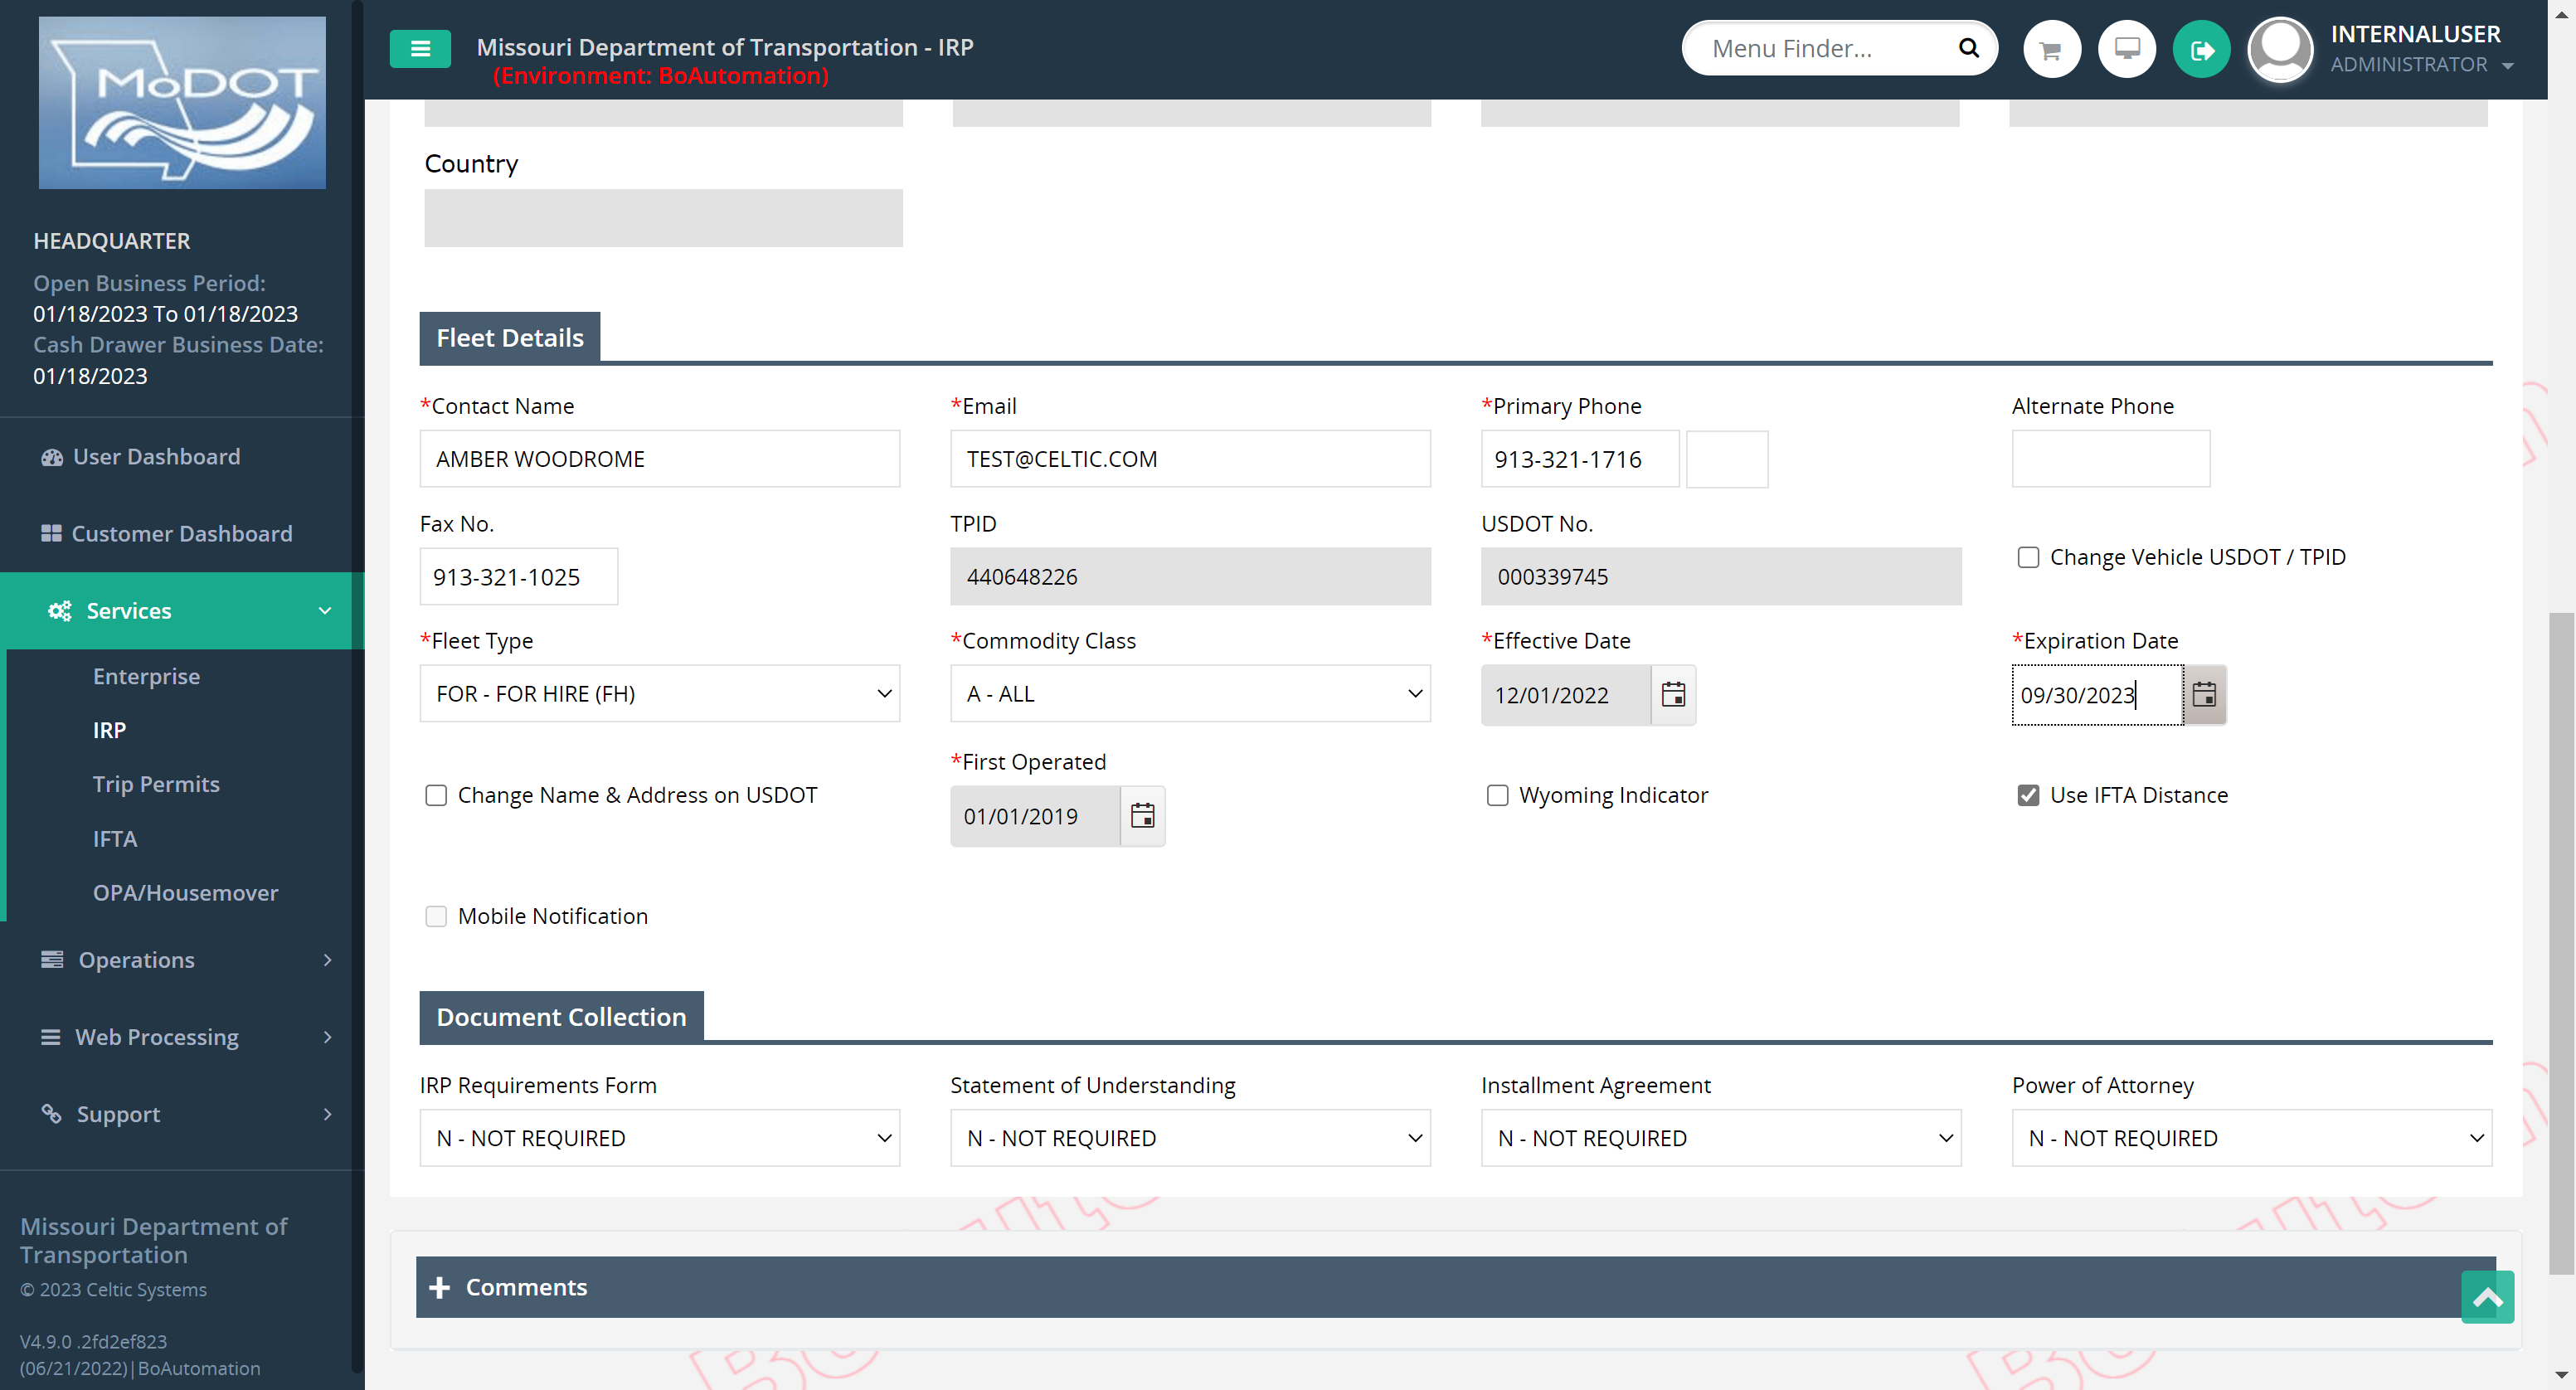 MoDOT
Missouri Department of Transportation - IRP
(Environment: BoAutomation)
Menu Finder...
INTERNALUSER
ADMINISTRATOR
HEADQUARTER
Open Business Period:
01/18/2023 To 01/18/2023
Cash Drawer Business Date:
01/18/2023
User Dashboard
Customer Dashboard
Services
Enterprise
IRP
Trip Permits
IFTA
OPA/Housemover
Operations
Web Processing
Support
Missouri Department of
Transportation
© 2023 Celtic Systems
V4.9.0 .2fd2ef823
(06/21/2022)|BoAutomation
Country
Fleet Details
*Contact Name
AMBER WOODROME
*Email
TEST@CELTIC.COM
*Primary Phone
913-321-1716
Alternate Phone
Fax No.
913-321-1025
TPID
440648226
USDOT No.
000339745
Change Vehicle USDOT / TPID
*Fleet Type
FOR - FOR HIRE (FH)
*Commodity Class
A - ALL
*Effective Date
12/01/2022
*Expiration Date
09/30/2023
Change Name & Address on USDOT
*First Operated
01/01/2019
Wyoming Indicator
Use IFTA Distance
Mobile Notification
Document Collection
IRP Requirements Form
N - NOT REQUIRED
Statement of Understanding
N - NOT REQUIRED
Installment Agreement
N - NOT REQUIRED
Power of Attorney
N - NOT REQUIRED
Comments